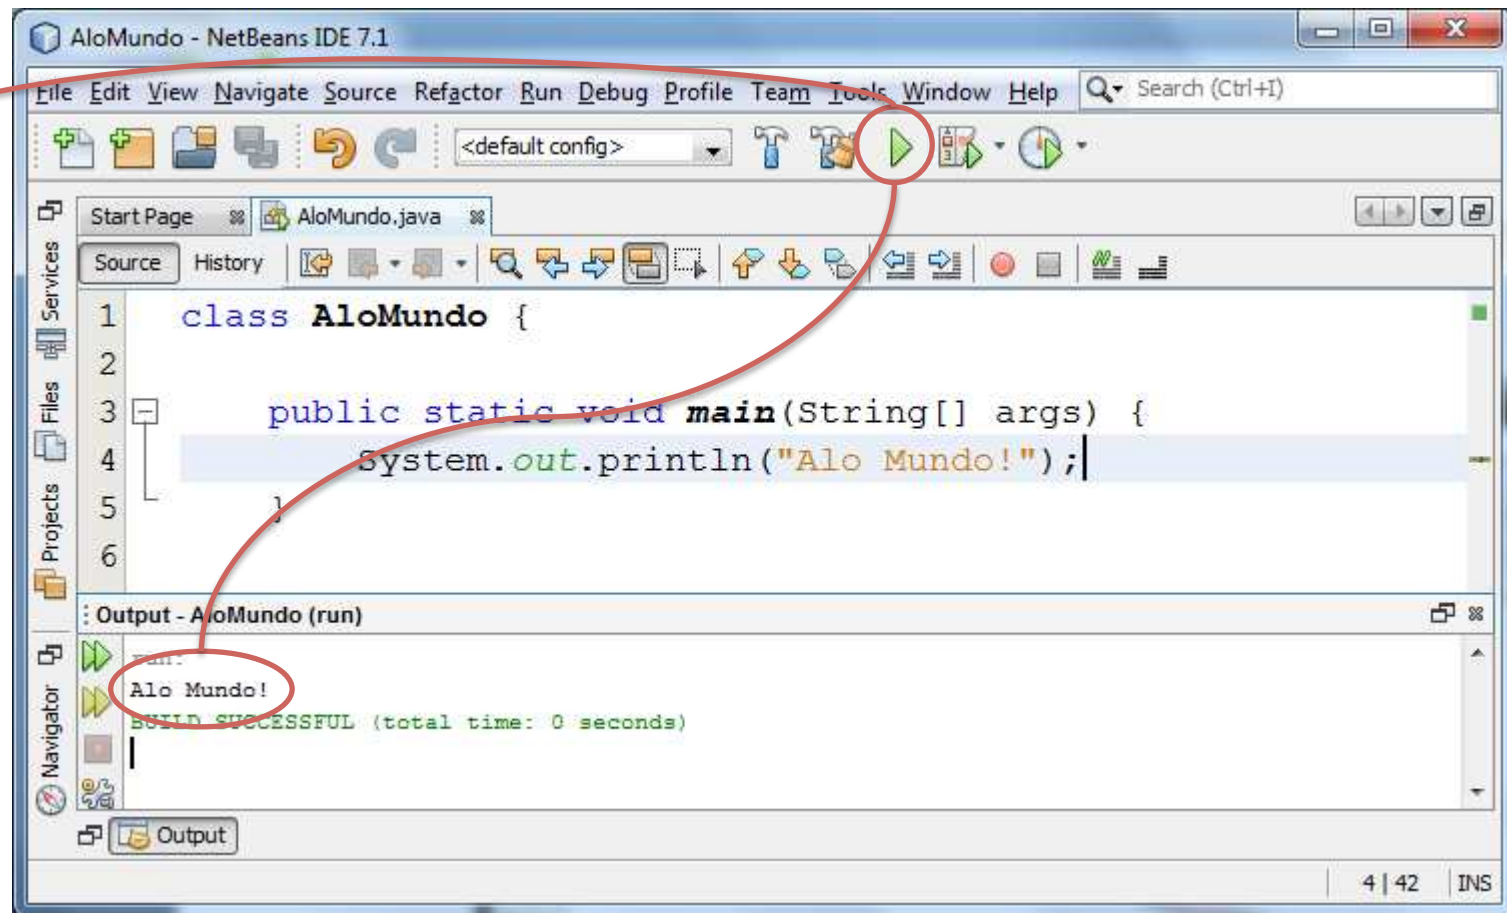 AloMundo - NetBeans IDE 7.1
File Edit View Navigate Source Refactor Run Debug Profile Team Tools Window Help Search (Ctrl+I)
<default config>
Start Page AloMundo.java
Source History
Services
Files
Projects
1 class AloMundo {
2
3 public static void main(String[] args) {
4 System.out.println("Alo Mundo!");
5 }
6
Output - AloMundo (run)
Navigator
run:
Alo Mundo!
BUILD SUCCESSFUL (total time: 0 seconds)
Output
4 | 42 INS